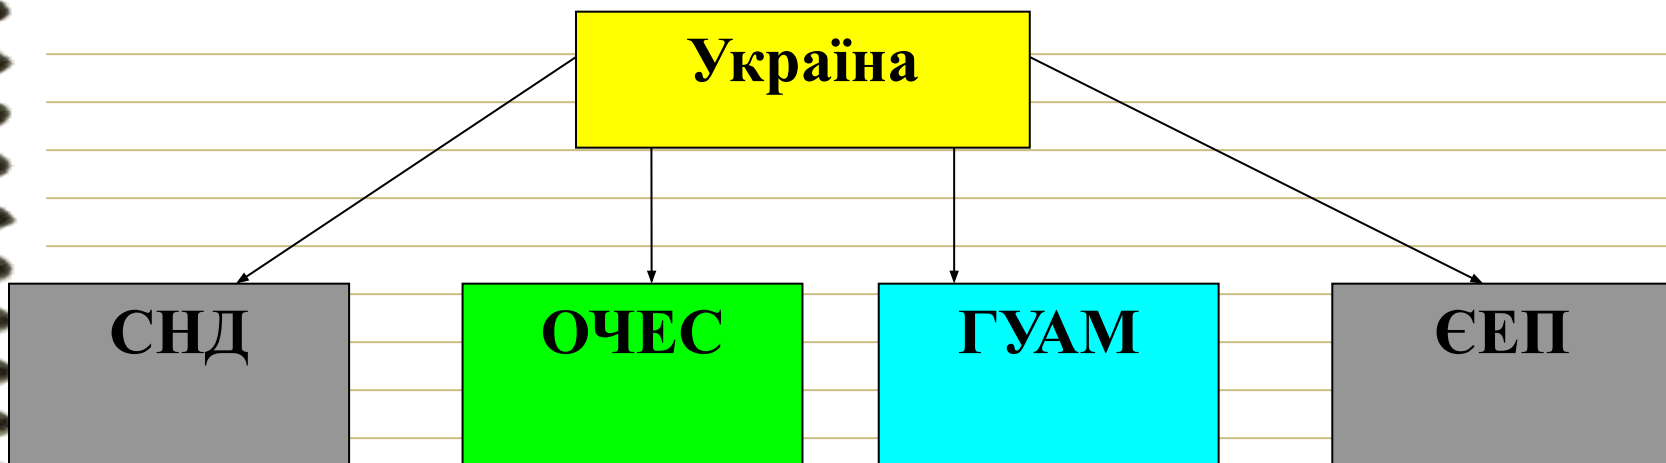 Україна
СНД
ОЧЕС
ГУАМ
ЄЕП